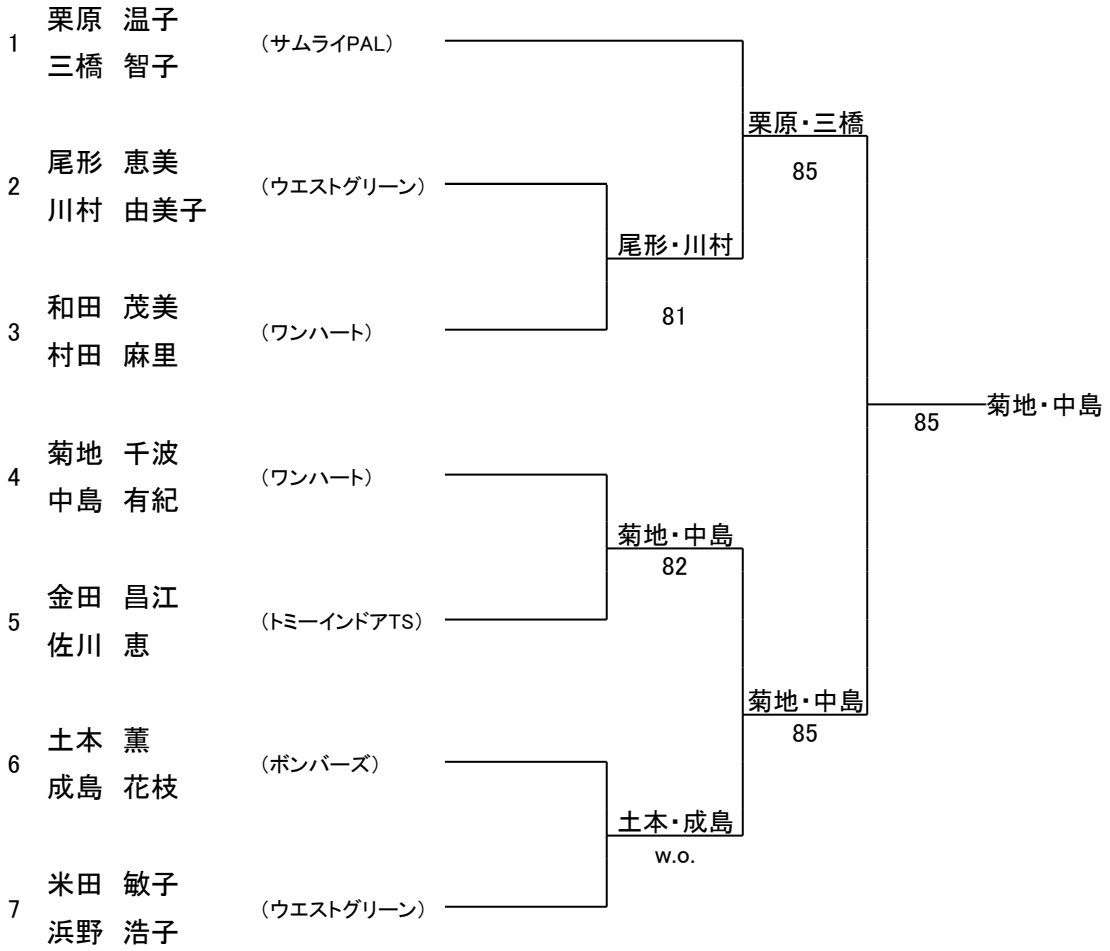 栗原 温子
1 (サムライPAL)
三橋 智子
栗原・三橋
85
尾形 恵美
2 (ウエストグリーン)
川村 由美子
尾形・川村
81
和田 茂美
3 (ワンハート)
村田 麻里
菊地・中島
85
菊地 千波
4 (ワンハート)
中島 有紀
菊地・中島
82
金田 昌江
5 (トミーインドアTS)
佐川 恵
菊地・中島
85
土本 薫
6 (ボンバーズ)
成島 花枝
土本・成島
w.o.
米田 敏子
7 (ウエストグリーン)
浜野 浩子